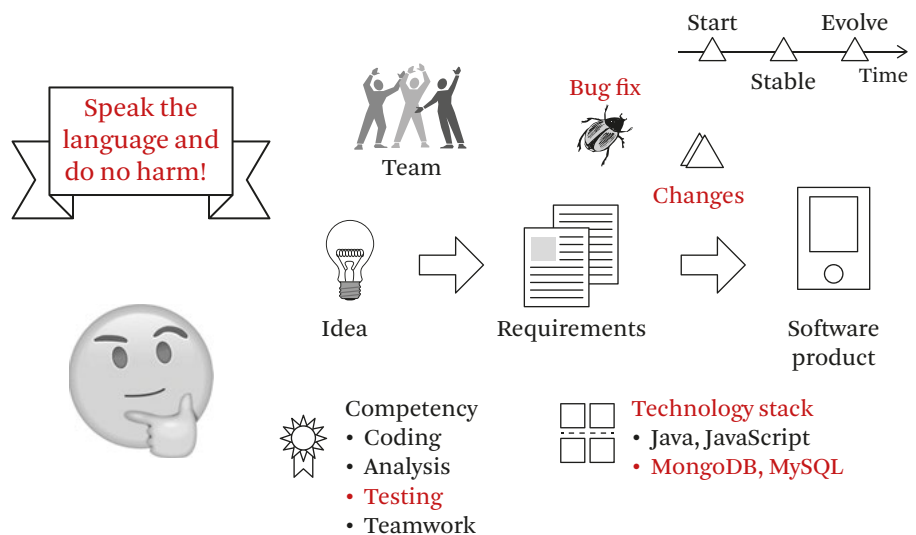 Start
Evolve
Stable
Time
Speak the
language and
do no harm!
Team
Bug fix
Changes
Idea
Requirements
Software
product
Competency
• Coding
• Analysis
• Testing
• Teamwork
Technology stack
• Java, JavaScript
• MongoDB, MySQL